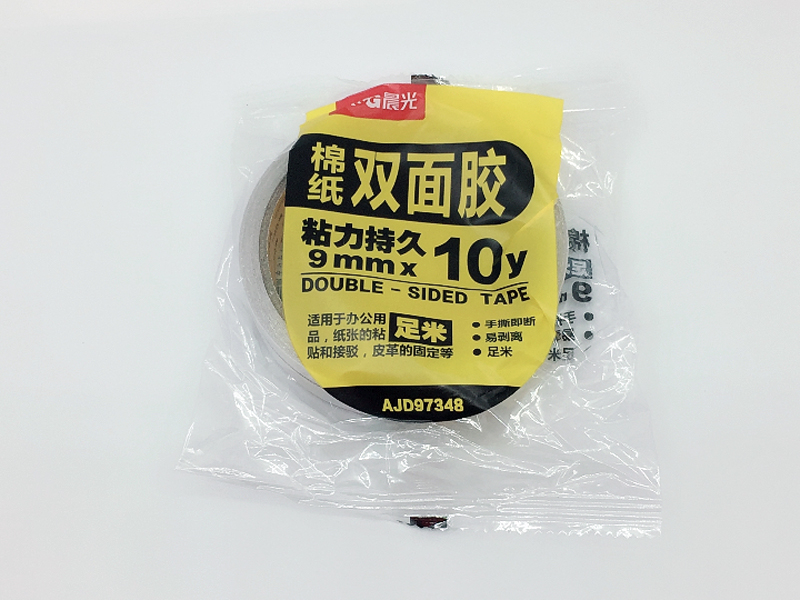 晨光
棉纸 双面胶
粘力持久
9mm x 10y
DOUBLE - SIDED TAPE
适用于办公用
品，纸张的粘
贴和接驳，皮革的固定等
足米
• 手撕即断
• 易剥离
• 足米
AJD97348